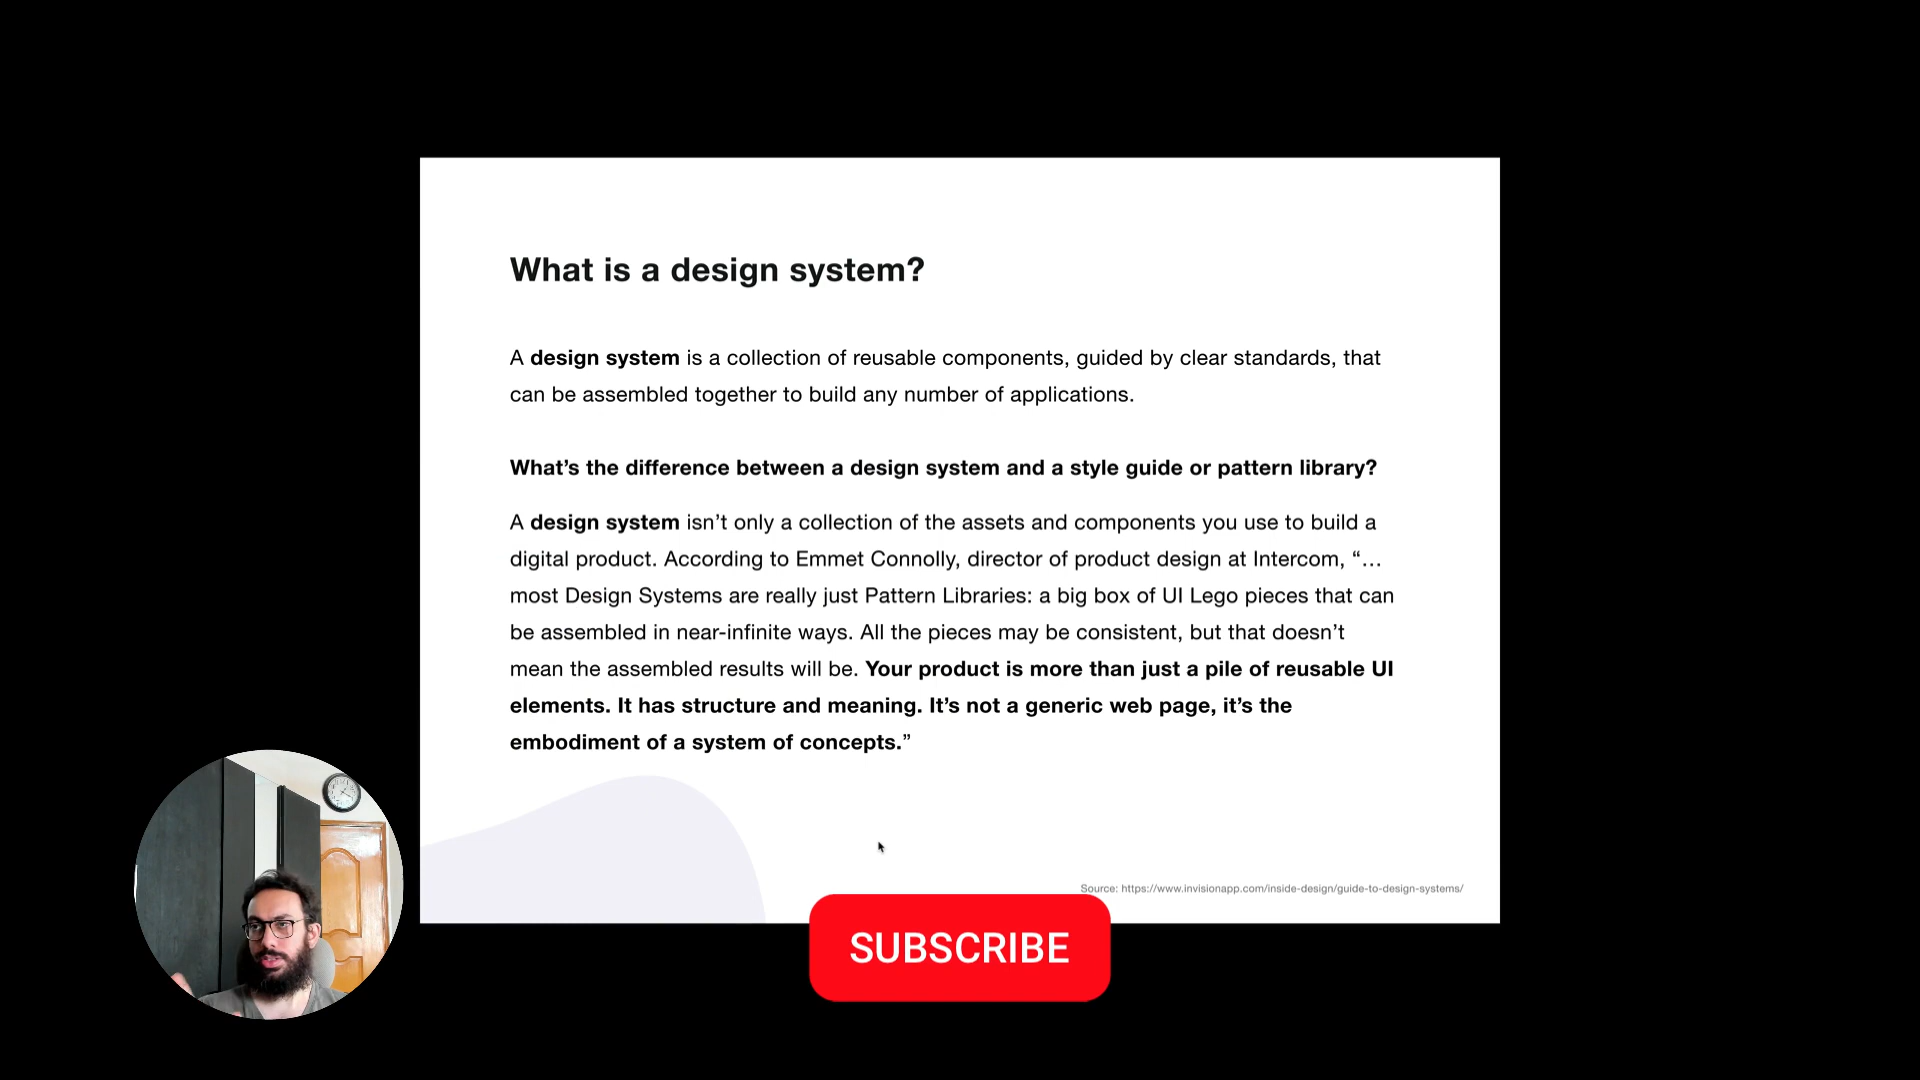 What is a design system?
A design system is a collection of reusable components, guided by clear standards, that
can be assembled together to build any number of applications.
What’s the difference between a design system and a style guide or pattern library?
A design system isn’t only a collection of the assets and components you use to build a
digital product. According to Emmet Connolly, director of product design at Intercom, “…
most Design Systems are really just Pattern Libraries: a big box of UI Lego pieces that can
be assembled in near-infinite ways. All the pieces may be consistent, but that doesn’t
mean the assembled results will be. Your product is more than just a pile of reusable UI
elements. It has structure and meaning. It’s not a generic web page, it’s the
embodiment of a system of concepts.”
Source: https://www.invisionapp.com/inside-design/guide-to-design-systems/
SUBSCRIBE